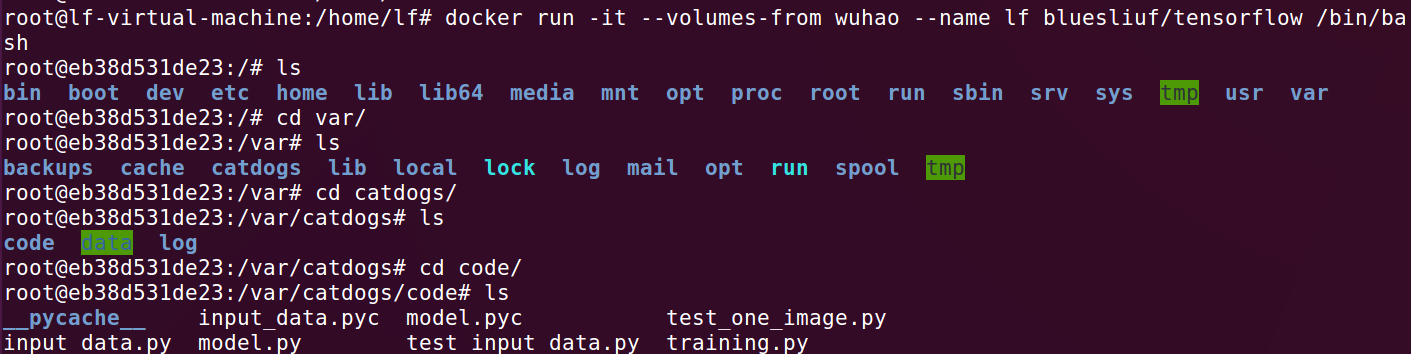 root@lf-virtual-machine:/home/lf# docker run -it --volumes-from wuhao --name lf bluesliuf/tensorflow /bin/ba
sh
root@eb38d531de23:/# ls
bin  boot  dev  etc  home  lib  lib64  media  mnt  opt  proc  root  run  sbin  srv  sys  tmp  usr  var
root@eb38d531de23:/# cd var/
root@eb38d531de23:/var# ls
backups  cache  catdogs  lib  local  lock  log  mail  opt  run  spool  tmp
root@eb38d531de23:/var# cd catdogs/
root@eb38d531de23:/var/catdogs# ls
code  data  log
root@eb38d531de23:/var/catdogs# cd code/
root@eb38d531de23:/var/catdogs/code# ls
__pycache__    input_data.pyc  model.pyc           test_one_image.py
input_data.py  model.py        test_input_data.py  training.py